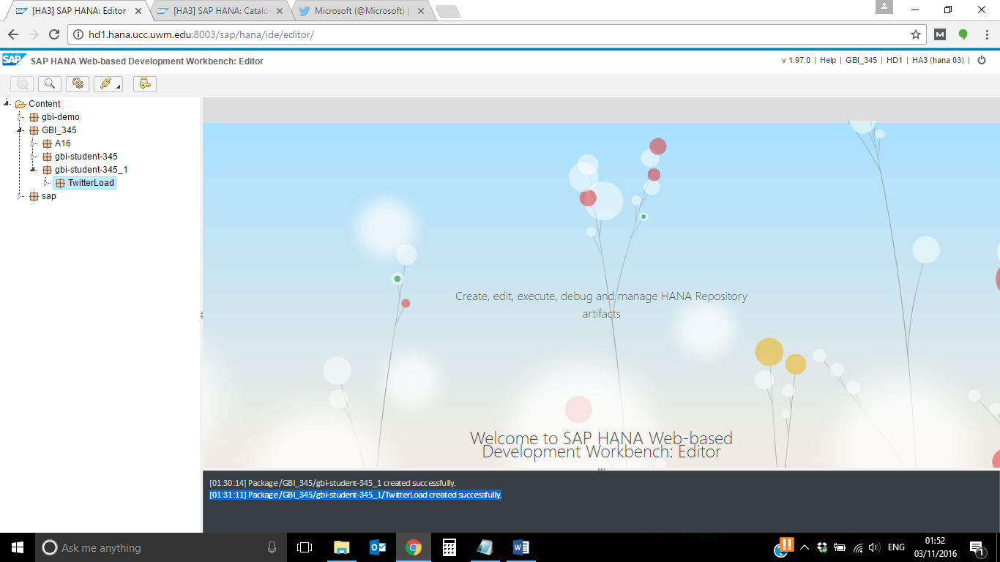 [HA3] SAP HANA: Editor
[HA3] SAP HANA: Catalo
Microsoft (@Microsoft) |
hd1.hana.ucc.uwm.edu:8003/sap/hana/ide/editor/
M
SAP SAP HANA Web-based Development Workbench: Editor
v 1.97.0 | Help | GBI_345 | HD1 | HA3 (hana 03) |
Content
gbi-demo
GBI_345
A16
gbi-student-345
gbi-student-345_1
TwitterLoad
sap
Create, edit, execute, debug and manage HANA Repository
artifacts
Welcome to SAP HANA Web-based
Development Workbench: Editor
[01:30:14] Package /GBI_345/gbi-student-345_1 created successfully.
[01:31:11] Package /GBI_345/gbi-student-345_1/TwitterLoad created successfully.
Ask me anything
ENG
01:52
03/11/2016
1